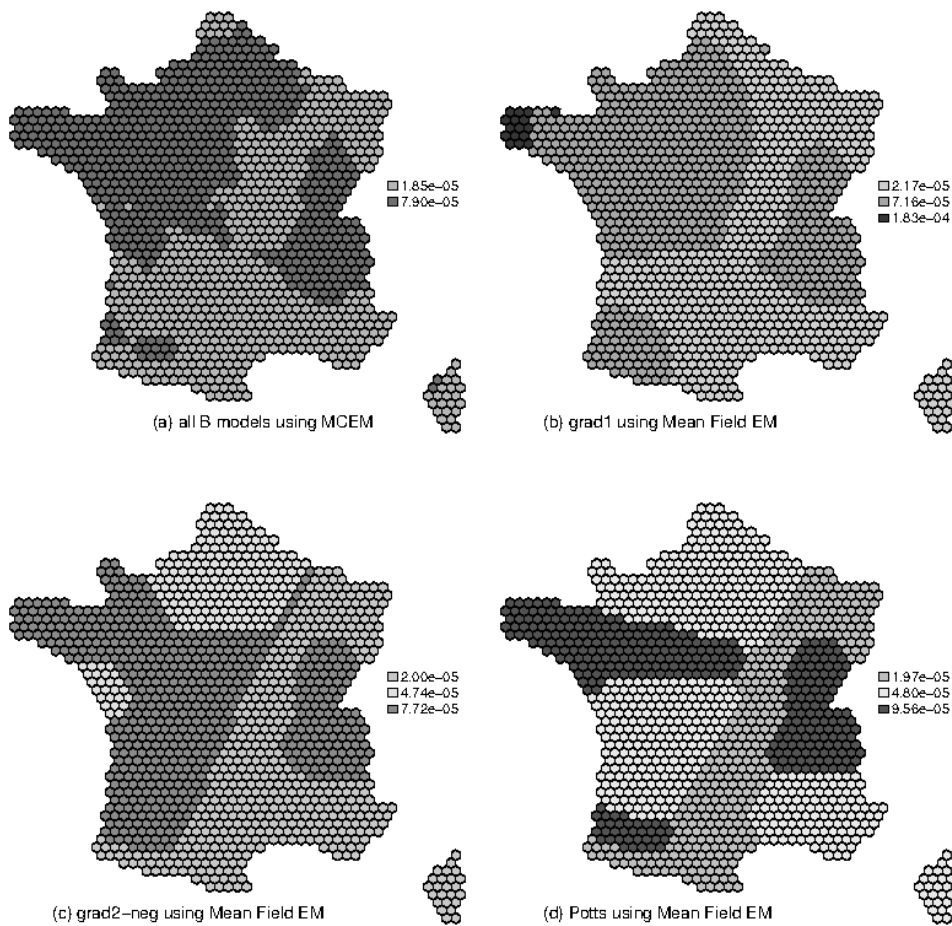 1.85e−05
7.90e−05
(a) all B models using MCEM
2.17e−05
7.16e−05
1.83e−04
(b) grad1 using Mean Field EM
2.00e−05
4.74e−05
7.72e−05
(c) grad2−neg using Mean Field EM
1.97e−05
4.80e−05
9.56e−05
(d) Potts using Mean Field EM